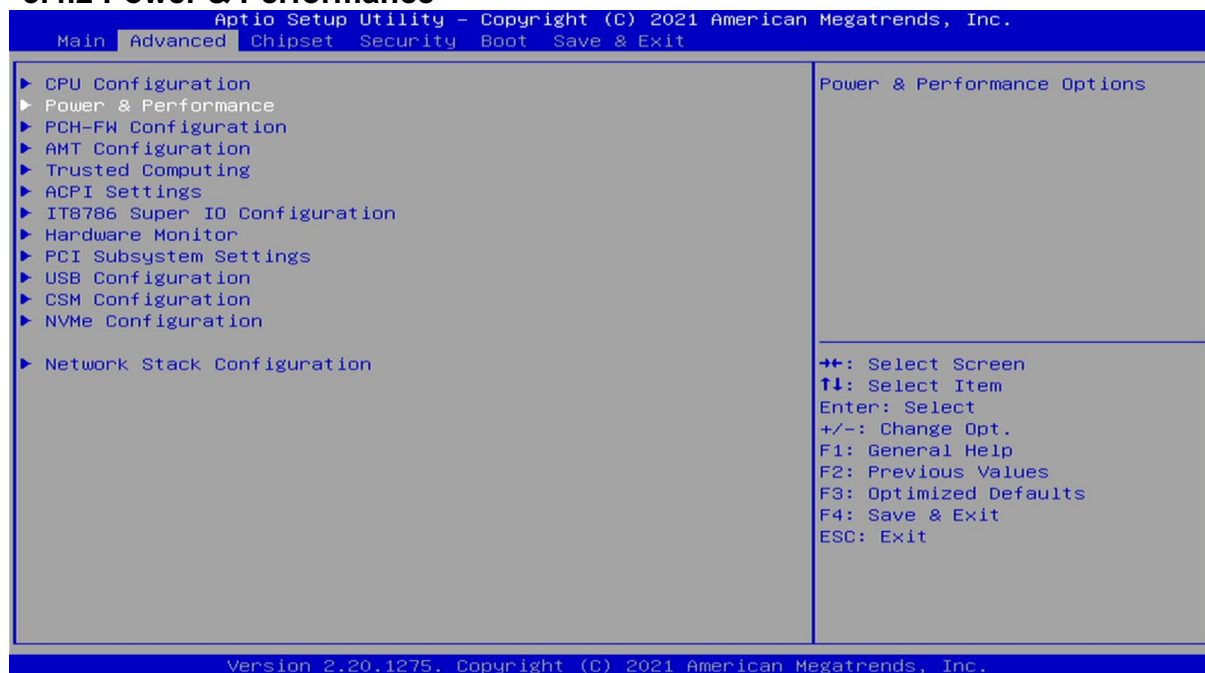 Power & Performance
Aptio Setup Utility – Copyright (C) 2021 American Megatrends, Inc.
Main Advanced Chipset Security Boot Save & Exit
► CPU Configuration
► Power & Performance
► PCH-FW Configuration
► AMT Configuration
► Trusted Computing
► ACPI Settings
► IT8786 Super IO Configuration
► Hardware Monitor
► PCI Subsystem Settings
► USB Configuration
► CSM Configuration
► NVMe Configuration
► Network Stack Configuration
Power & Performance Options
→←: Select Screen
↑↓: Select Item
Enter: Select
+/-: Change Opt.
F1: General Help
F2: Previous Values
F3: Optimized Defaults
F4: Save & Exit
ESC: Exit
Version 2.20.1275. Copyright (C) 2021 American Megatrends, Inc.